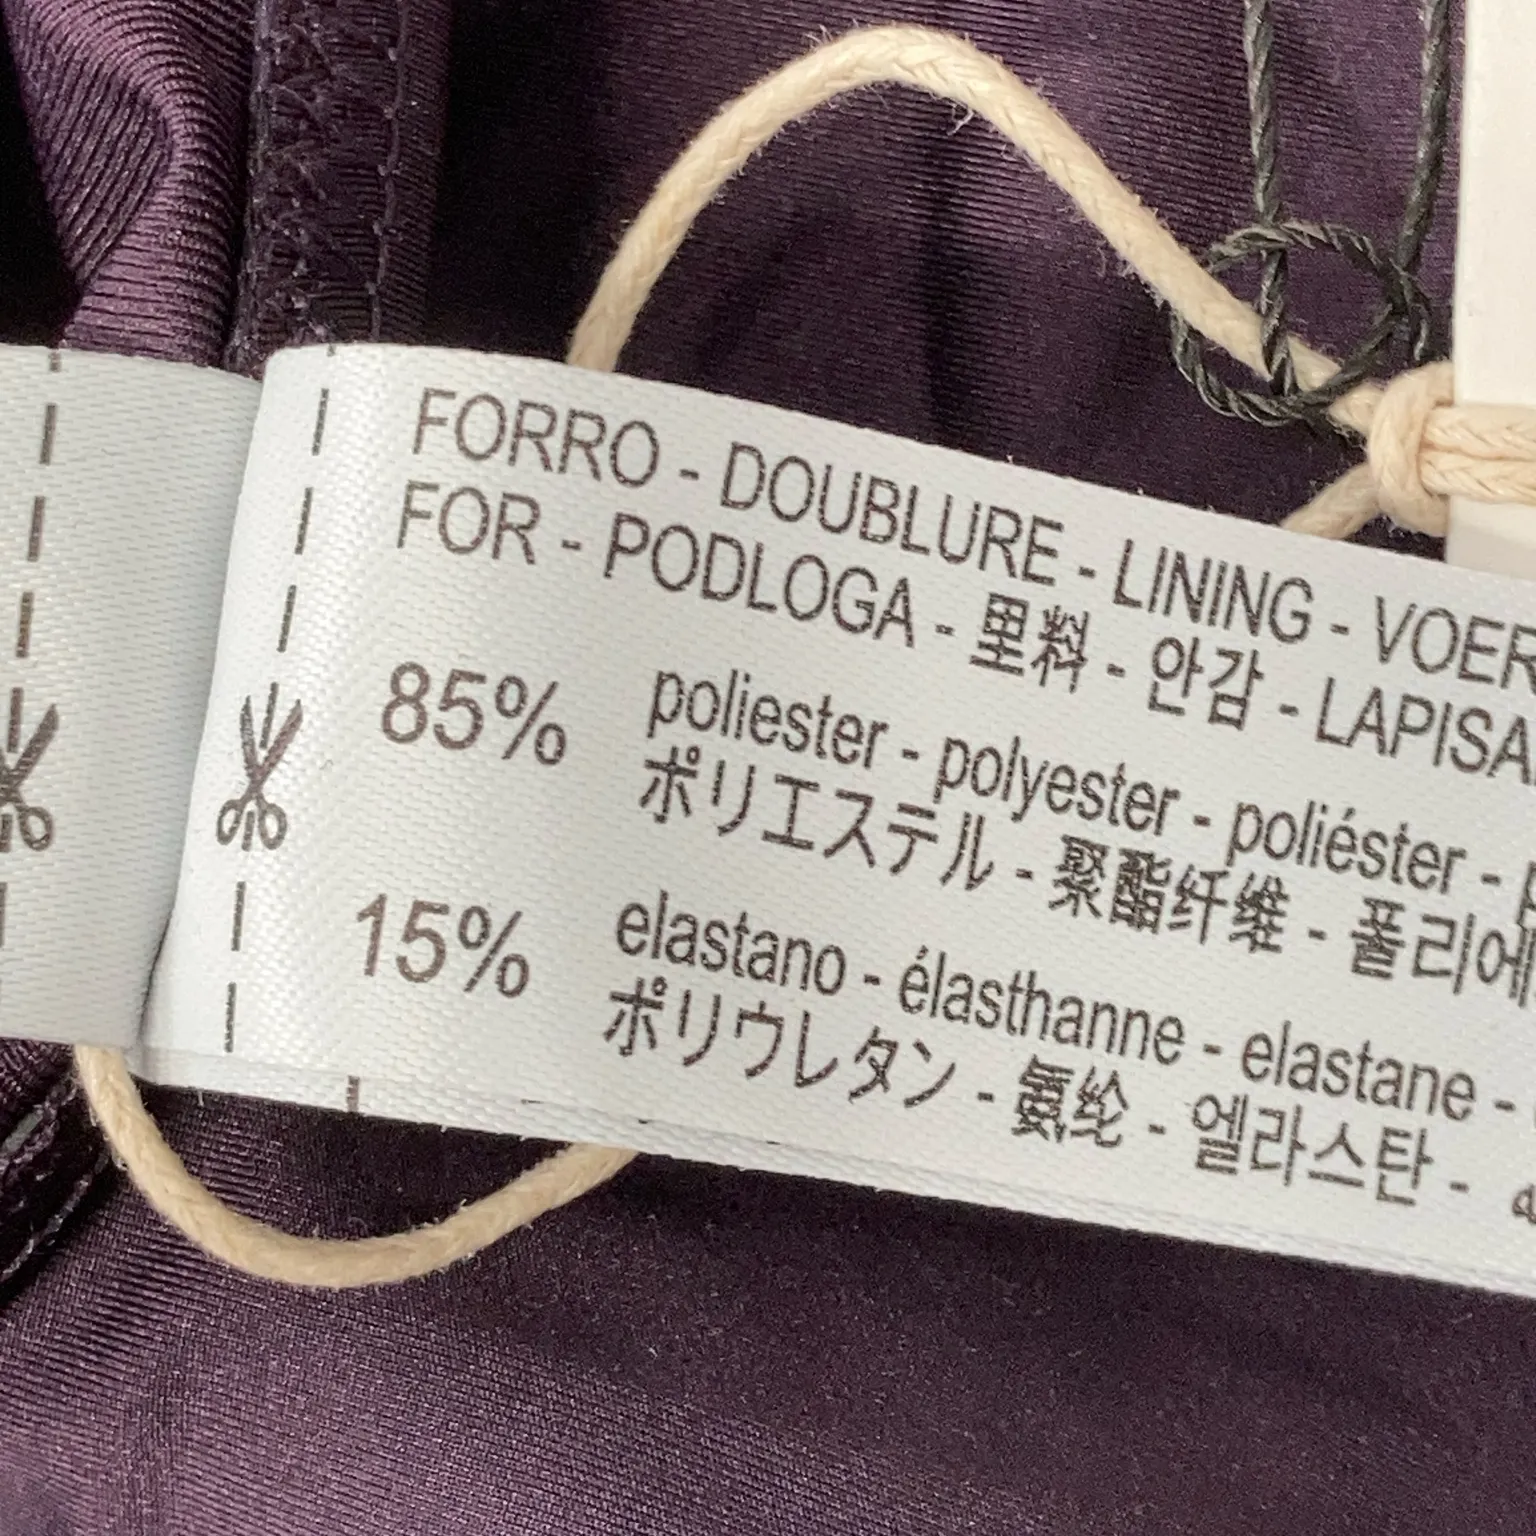 FORRO - DOUBLURE - LINING - VOER
FOR - PODLOGA - 里料 - 안감 - LAPISA
85% poliester - polyester - poliéster -
ポリエステル - 聚酯纤维 - 폴리에
15% elastano - élasthanne - elastane -
ポリウレタン - 氨纶 - 엘라스탄 -